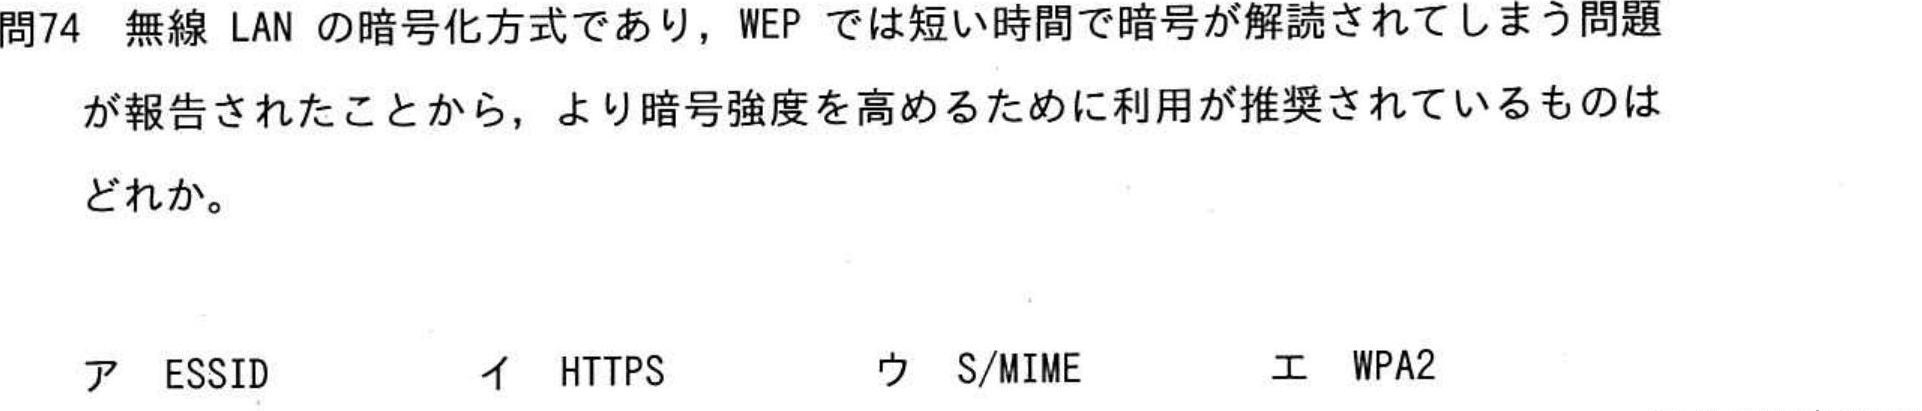 問74　無線 LAN の暗号化方式であり，WEP では短い時間で暗号が解読されてしまう問題
が報告されたことから，より暗号強度を高めるために利用が推奨されているものは
どれか。
ア　ESSID　イ　HTTPS　ウ　S/MIME　エ　WPA2